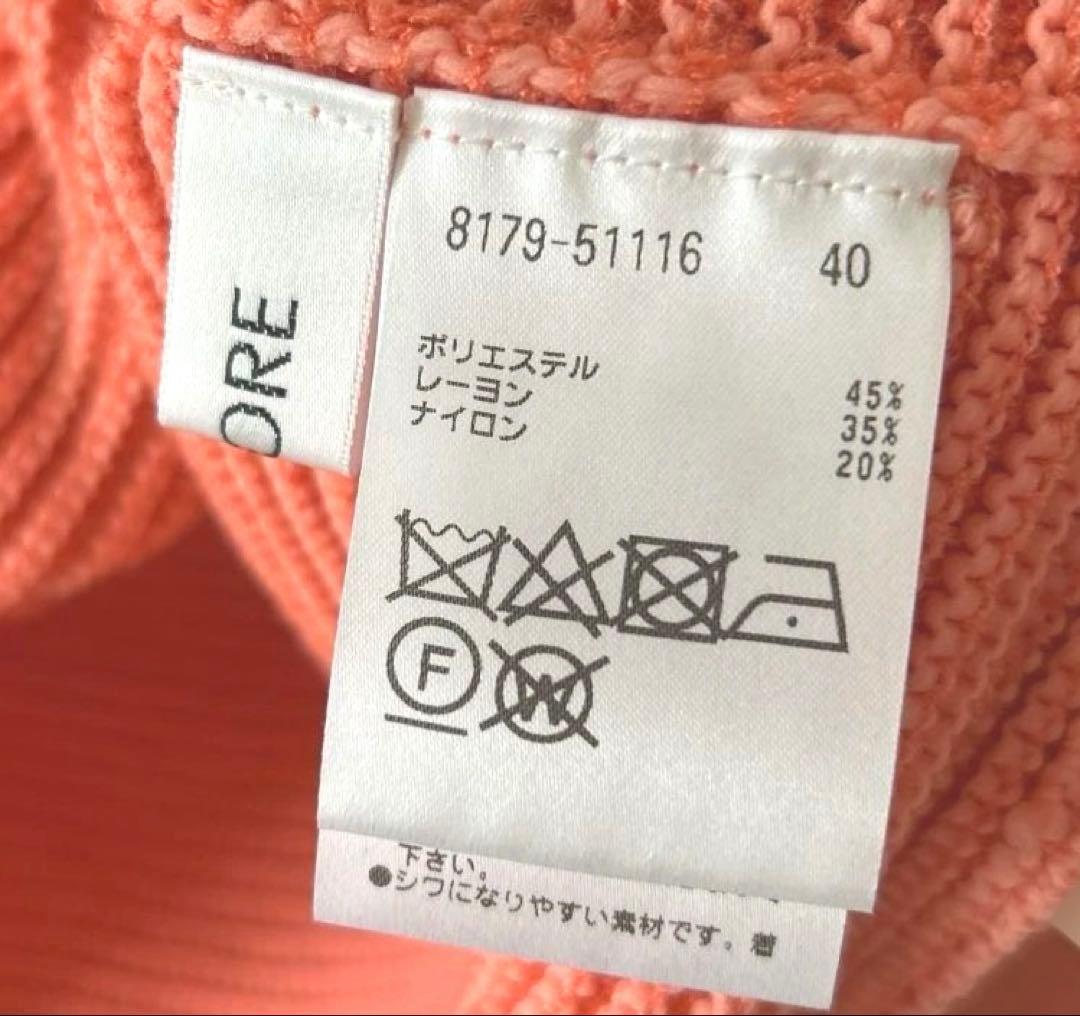 ORE
8179-51116 40
ポリエステル 45%
レーヨン 35%
ナイロン 20%
F
W
下さい。
●シワになりやすい素材です。着